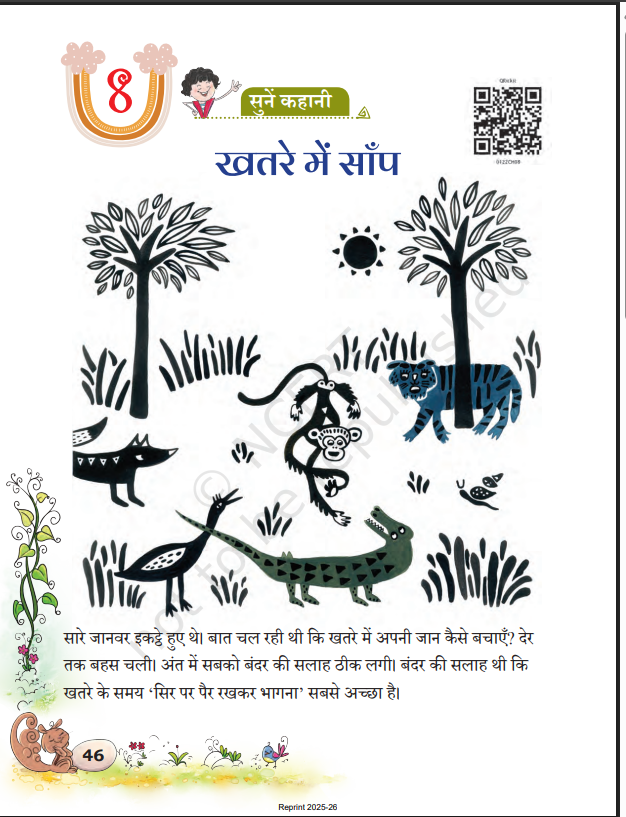 8
सुनें कहानी
खतरे में साँप
0122CH08
सारे जानवर इकट्ठे हुए थे। बात चल रही थी कि खतरे में अपनी जान कैसे बचाएँ? देर
तक बहस चली। अंत में सबको बंदर की सलाह ठीक लगी। बंदर की सलाह थी कि
खतरे के समय ‘सिर पर पैर रखकर भागना’ सबसे अच्छा है।
© NCERT
not to be republished
46
Reprint 2025-26